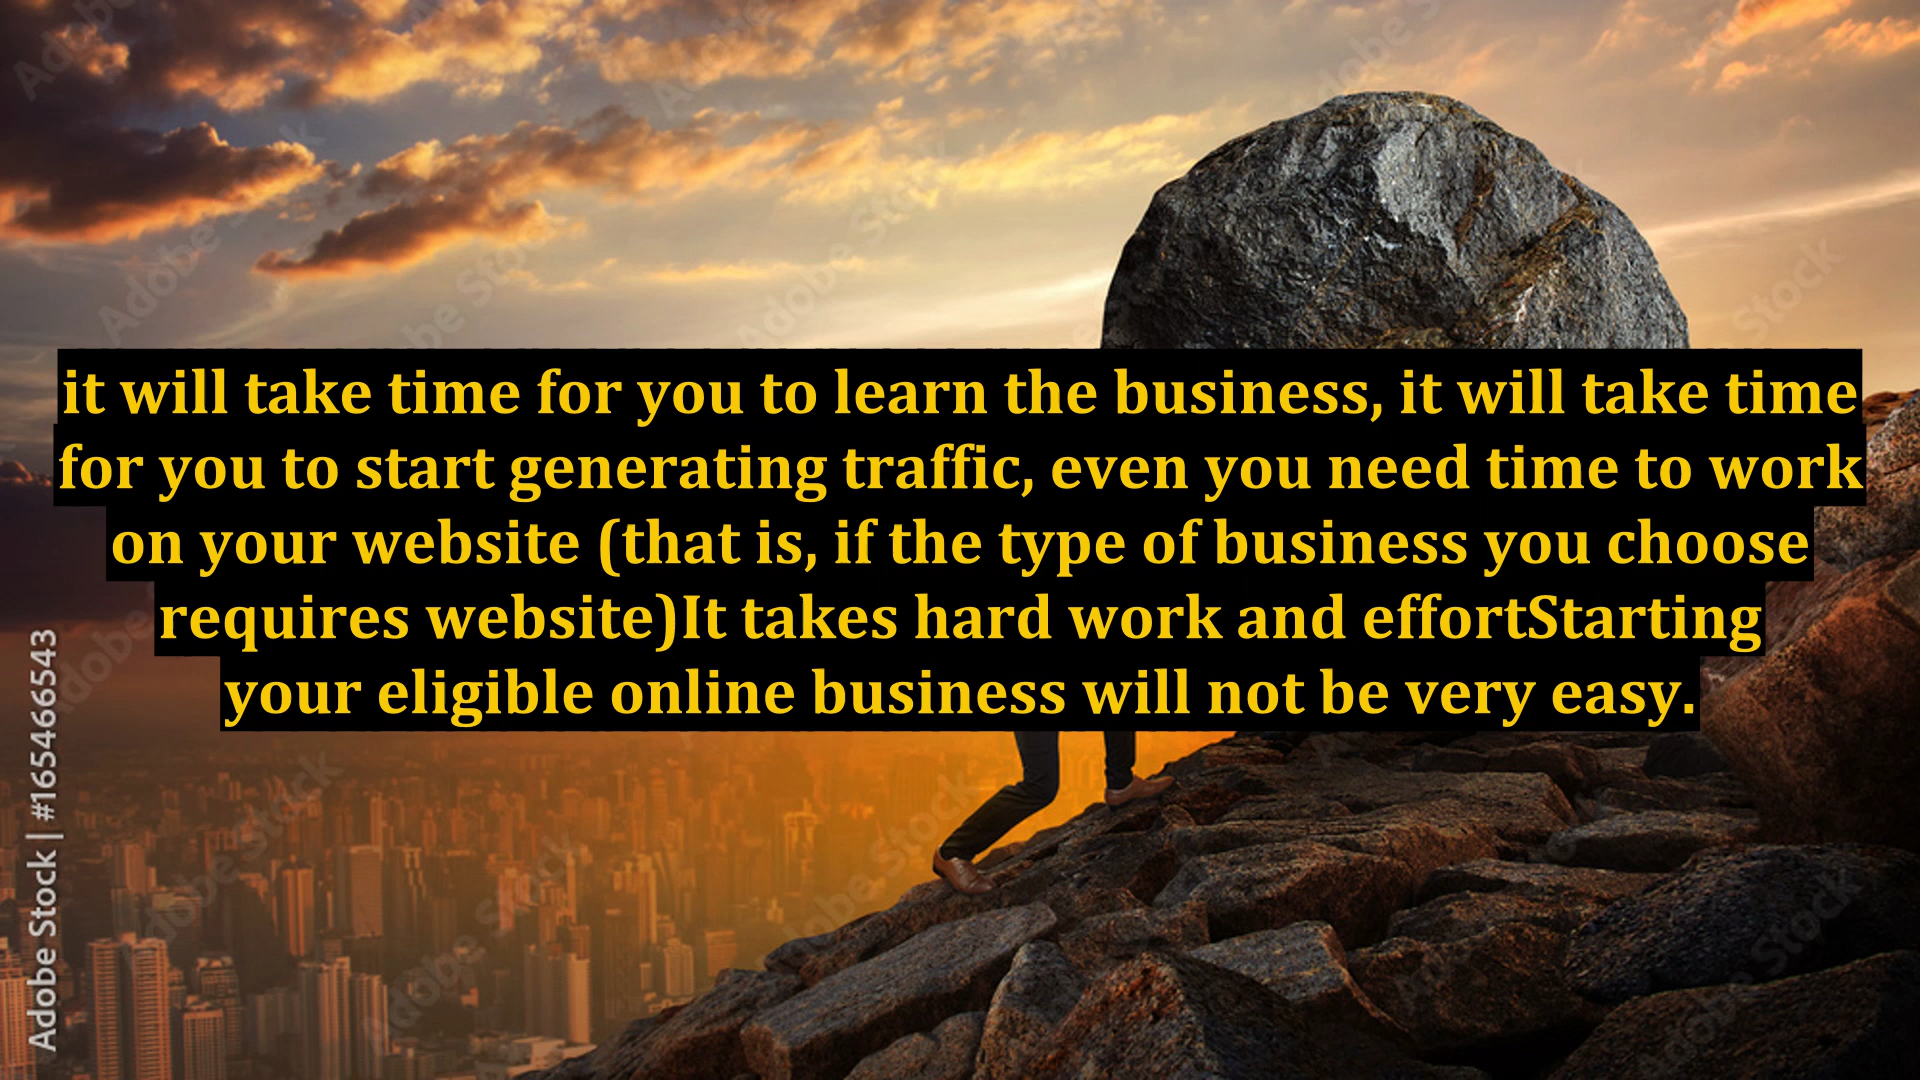 it will take time for you to learn the business, it will take time
for you to start generating traffic, even you need time to work
on your website (that is, if the type of business you choose
requires website)It takes hard work and effortStarting
your eligible online business will not be very easy.
Adobe Stock | #165466543